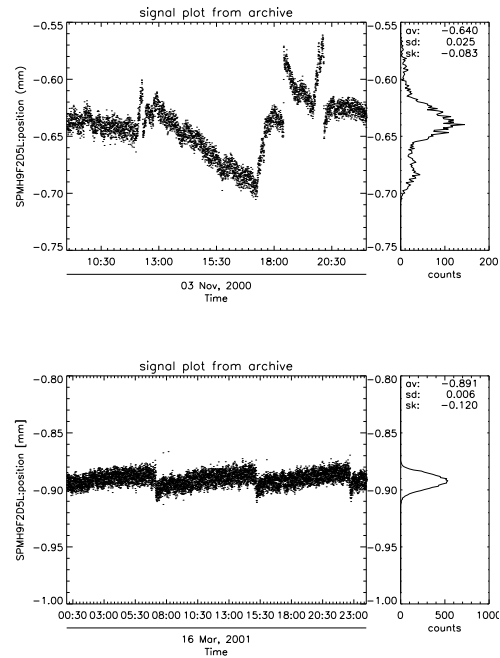 signal plot from archive
-0.55
-0.60
-0.65
-0.70
-0.75
SPMH9F2D5L:position (mm)
10:30 13:00 15:30 18:00 20:30
03 Nov, 2000
Time
-0.55
-0.60
-0.65
-0.70
-0.75
av: -0.640
sd: 0.025
sk: -0.083
0 100 200
counts
signal plot from archive
-0.80
-0.85
-0.90
-0.95
-1.00
SPMH9F2D5L:position [mm]
00:30 03:00 05:30 08:00 10:30 13:00 15:30 18:00 20:30 23:00
16 Mar, 2001
Time
-0.80
-0.85
-0.90
-0.95
-1.00
av: -0.891
sd: 0.006
sk: -0.120
0 500 1000
counts